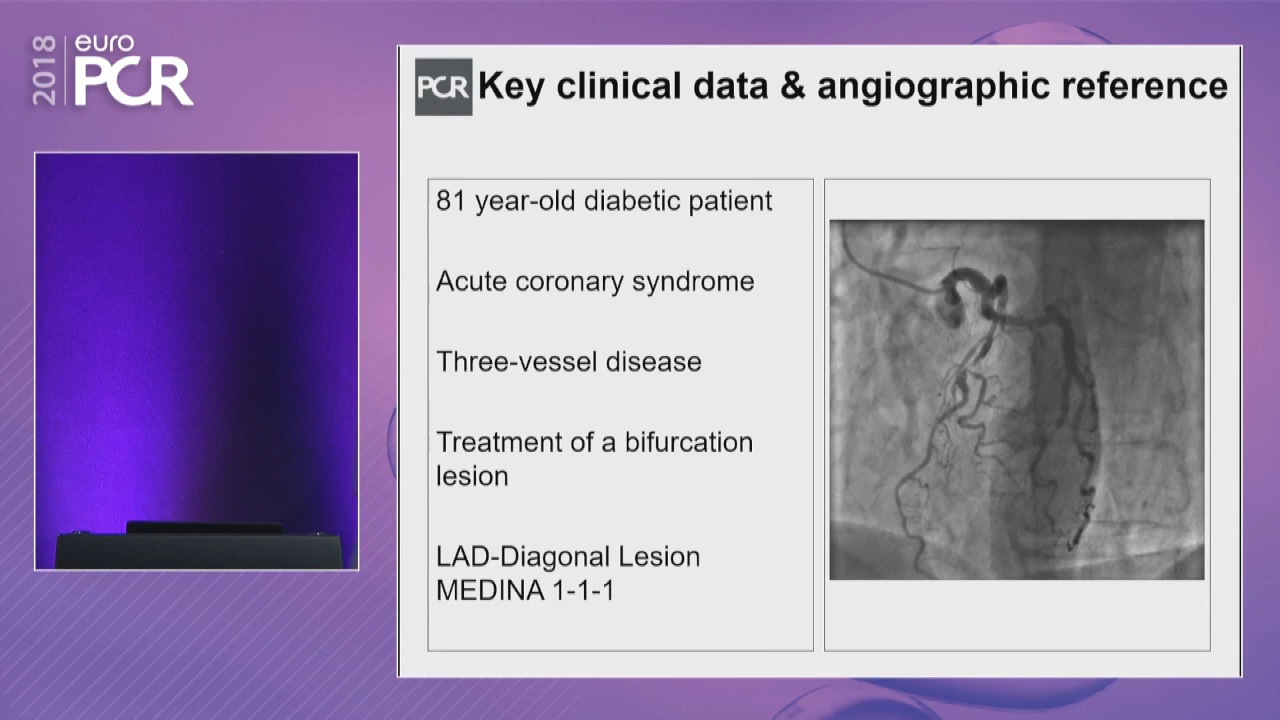 2018
euro
PCR
PCR
Key clinical data & angiographic reference
81 year-old diabetic patient
Acute coronary syndrome
Three-vessel disease
Treatment of a bifurcation
lesion
LAD-Diagonal Lesion
MEDINA 1-1-1